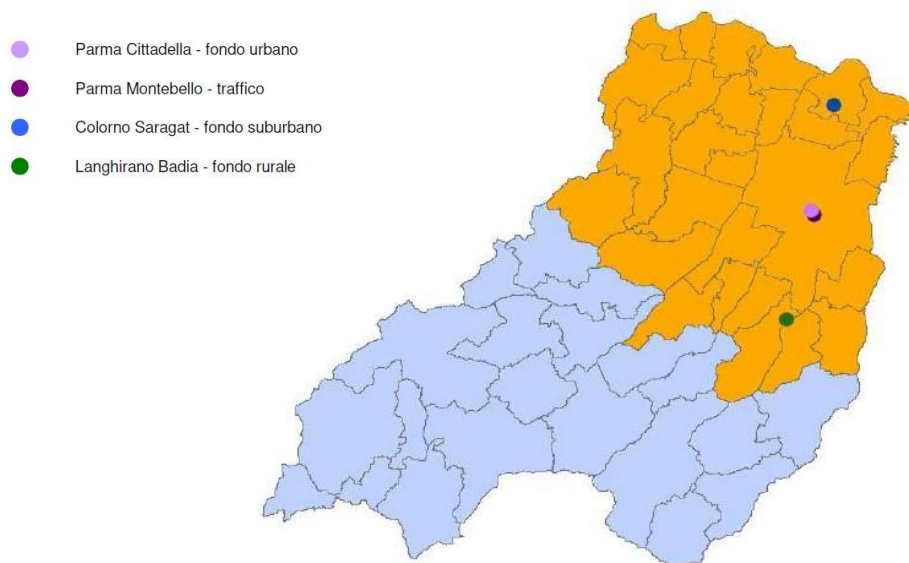 Parma Cittadella - fondo urbano
Parma Montebello - traffico
Colorno Saragat - fondo suburbano
Langhirano Badia - fondo rurale